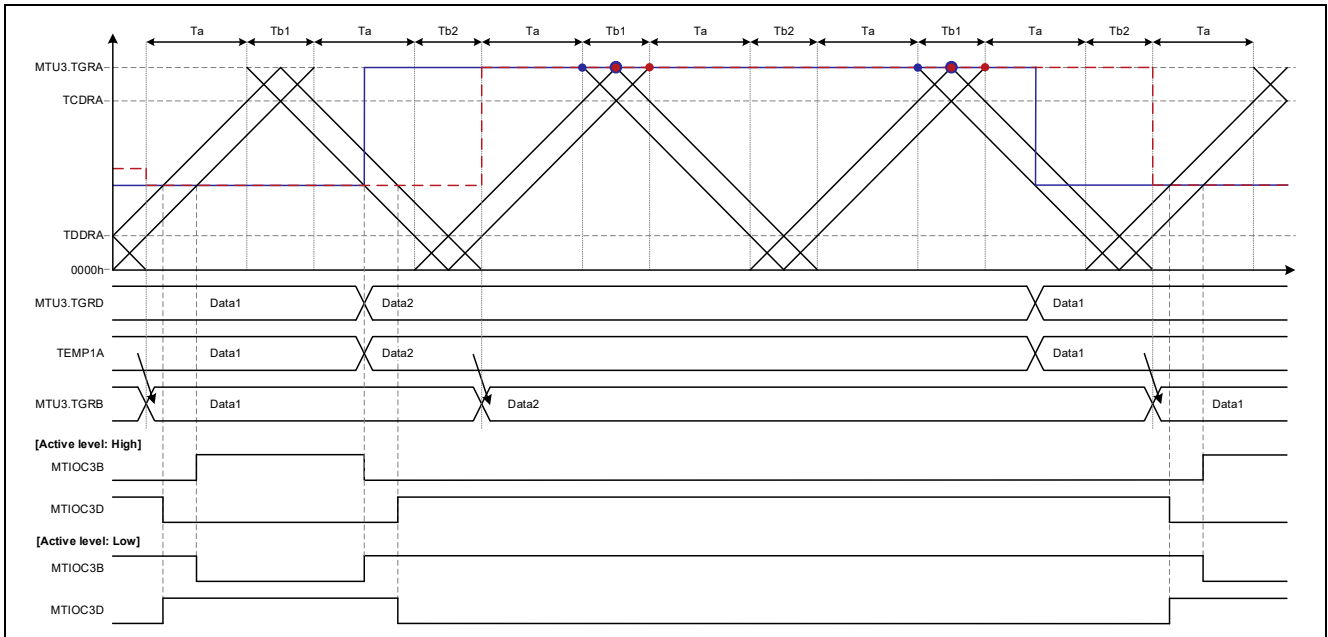 Ta Tb1 Ta Tb2 Ta Tb1 Ta Tb2 Ta Tb1 Ta Tb2 Ta
MTU3.TGRA
TCDRA
TDDRA
0000h
MTU3.TGRD Data1 Data2 Data1
TEMP1A Data1 Data2 Data1
MTU3.TGRB Data1 Data2 Data1
[Active level: High]
MTIOC3B
MTIOC3D
[Active level: Low]
MTIOC3B
MTIOC3D